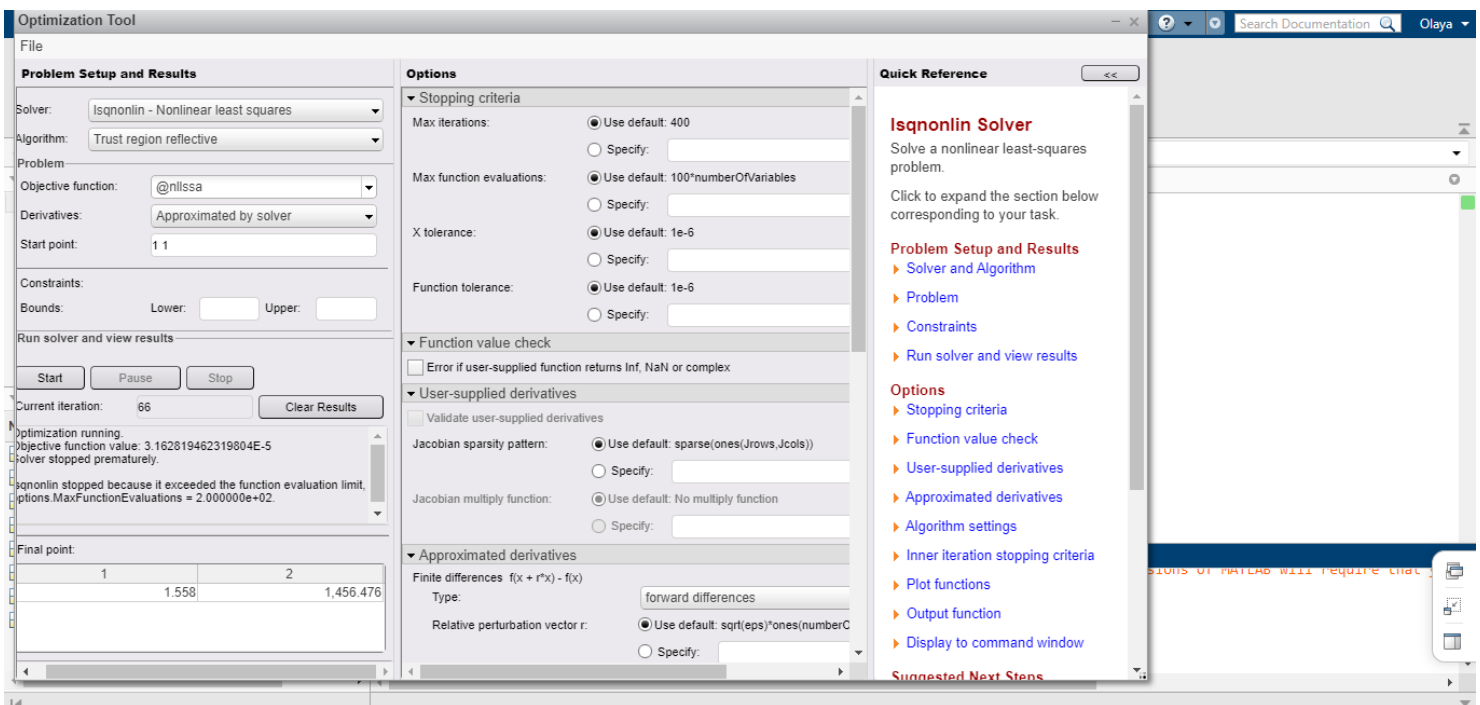 Optimization Tool
Search Documentation
Olaya
File
Problem Setup and Results
Solver:
lsqnonlin - Nonlinear least squares
Algorithm:
Trust region reflective
Problem
Objective function:
@nllssa
Derivatives:
Approximated by solver
Start point:
1 1
Constraints:
Bounds:
Lower:
Upper:
Run solver and view results
Start
Pause
Stop
Current iteration:
66
Clear Results
Optimization running.
Objective function value: 3.162819462319804E-5
Solver stopped prematurely.
lsqnonlin stopped because it exceeded the function evaluation limit,
options.MaxFunctionEvaluations = 2.000000e+02.
Final point:
1 2
1.558 1,456.476
Options
Stopping criteria
Max iterations:
Use default: 400
Specify:
Max function evaluations:
Use default: 100*numberOfVariables
Specify:
X tolerance:
Use default: 1e-6
Specify:
Function tolerance:
Use default: 1e-6
Specify:
Function value check
Error if user-supplied function returns Inf, NaN or complex
User-supplied derivatives
Validate user-supplied derivatives
Jacobian sparsity pattern:
Use default: sparse(ones(Jrows,Jcols))
Specify:
Jacobian multiply function:
Use default: No multiply function
Specify:
Approximated derivatives
Finite differences f(x + r*x) - f(x)
Type:
forward differences
Relative perturbation vector r:
Use default: sqrt(eps)*ones(numberO
Specify:
Quick Reference
<<
lsqnonlin Solver
Solve a nonlinear least-squares
problem.
Click to expand the section below
corresponding to your task.
Problem Setup and Results
Solver and Algorithm
Problem
Constraints
Run solver and view results
Options
Stopping criteria
Function value check
User-supplied derivatives
Approximated derivatives
Algorithm settings
Inner iteration stopping criteria
Plot functions
Output function
Display to command window
Suggested Next Steps
sions of MATLAB will require that